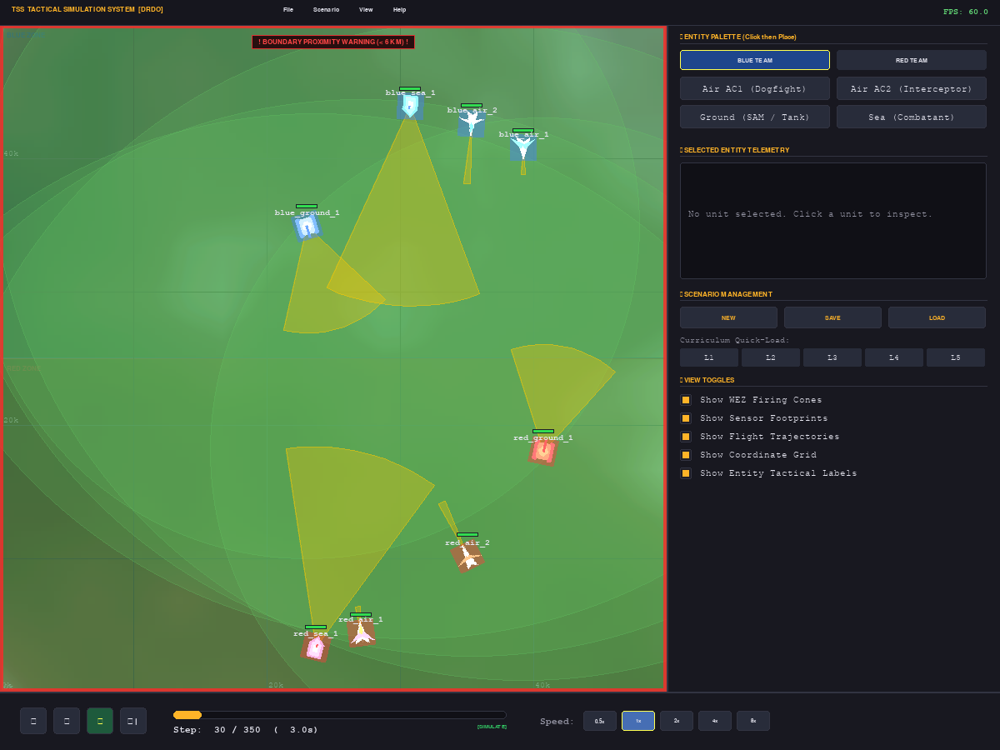 TSS TACTICAL SIMULATION SYSTEM [DRDO]
File Scenario View Help
FPS: 60.0
! BOUNDARY PROXIMITY WARNING (< 6 KM) !
blue_sea_1
blue_air_2
blue_air_1
blue_ground_1
red_ground_1
red_air_2
red_air_1
red_sea_1
40k
20k
20k
40k
ENTITY PALETTE (Click then Place)
BLUE TEAM RED TEAM
Air AC1 (Dogfight) Air AC2 (Interceptor)
Ground (SAM / Tank) Sea (Combatant)
SELECTED ENTITY TELEMETRY
No unit selected. Click a unit to inspect.
SCENARIO MANAGEMENT
NEW SAVE LOAD
Curriculum Quick-Load:
L1 L2 L3 L4 L5
VIEW TOGGLES
Show WEZ Firing Cones
Show Sensor Footprints
Show Flight Trajectories
Show Coordinate Grid
Show Entity Tactical Labels
Step: 30 / 350 ( 3.0s)
[SIMULATE]
Speed: 0.5x 1x 2x 4x 8x